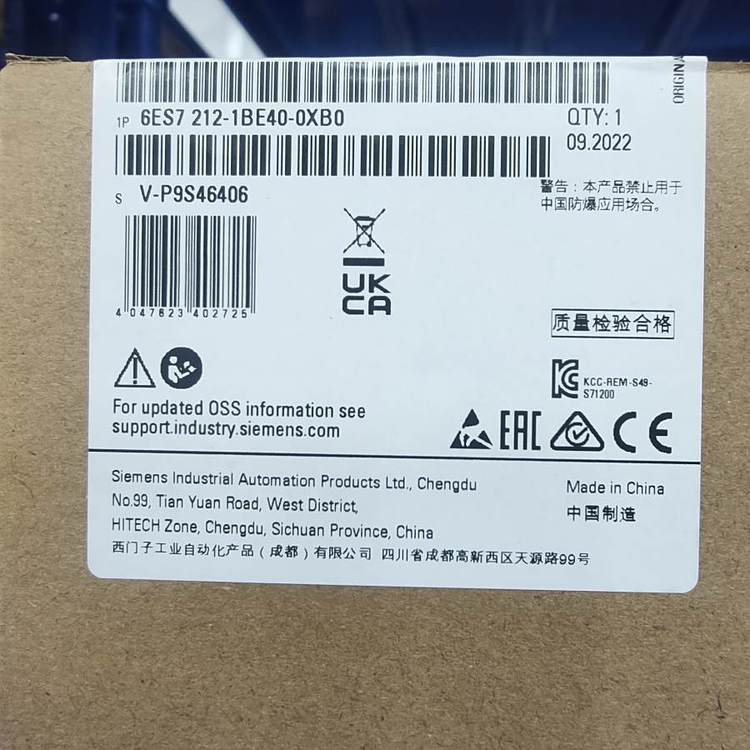 ORIGINA
1P 6ES7 212-1BE40-0XB0
QTY: 1
09.2022
S V-P9S46406
警告：本产品禁止用于
中国防爆应用场合。
4 047623 402725
UK
CA
质量检验合格
KCC-REM-S49-
S71200
For updated OSS information see
support.industry.siemens.com
EAC
CE
Siemens Industrial Automation Products Ltd., Chengdu
No.99, Tian Yuan Road, West District,
HITECH Zone, Chengdu, Sichuan Province, China
西门子工业自动化产品（成都）有限公司 四川省成都高新西区天源路99号
Made in China
中国制造